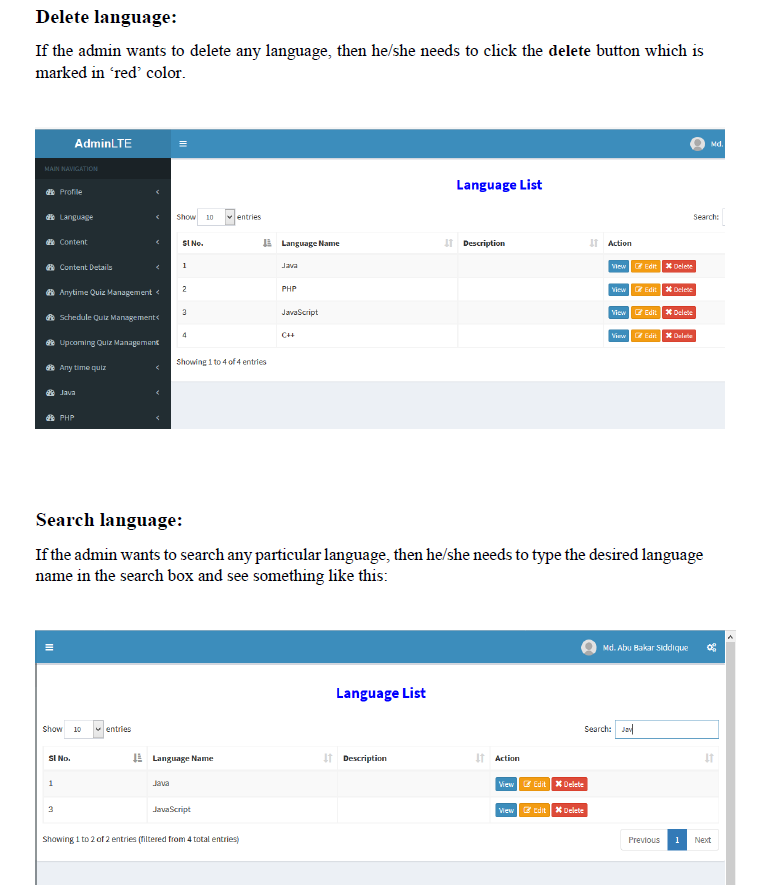 Delete language:
If the admin wants to delete any language, then he/she needs to click the delete button which is
marked in ‘red’ color.
AdminLTE
Md.
MAIN NAVIGATION
Profile
Language
Content
Content Details
Anytime Quiz Management
Schedule Quiz Management
Upcoming Quiz Management
Any time quiz
Java
PHP
Language List
Show 10 entries
Search:
Sl No. Language Name Description Action
1 Java View Edit Delete
2 PHP View Edit Delete
3 JavaScript View Edit Delete
4 C++ View Edit Delete
Showing 1 to 4 of 4 entries
Search language:
If the admin wants to search any particular language, then he/she needs to type the desired language
name in the search box and see something like this:
Md. Abu Bakar Siddique
Language List
Show 10 entries Search: Jav
Sl No. Language Name Description Action
1 Java View Edit Delete
3 JavaScript View Edit Delete
Showing 1 to 2 of 2 entries (filtered from 4 total entries) Previous 1 Next